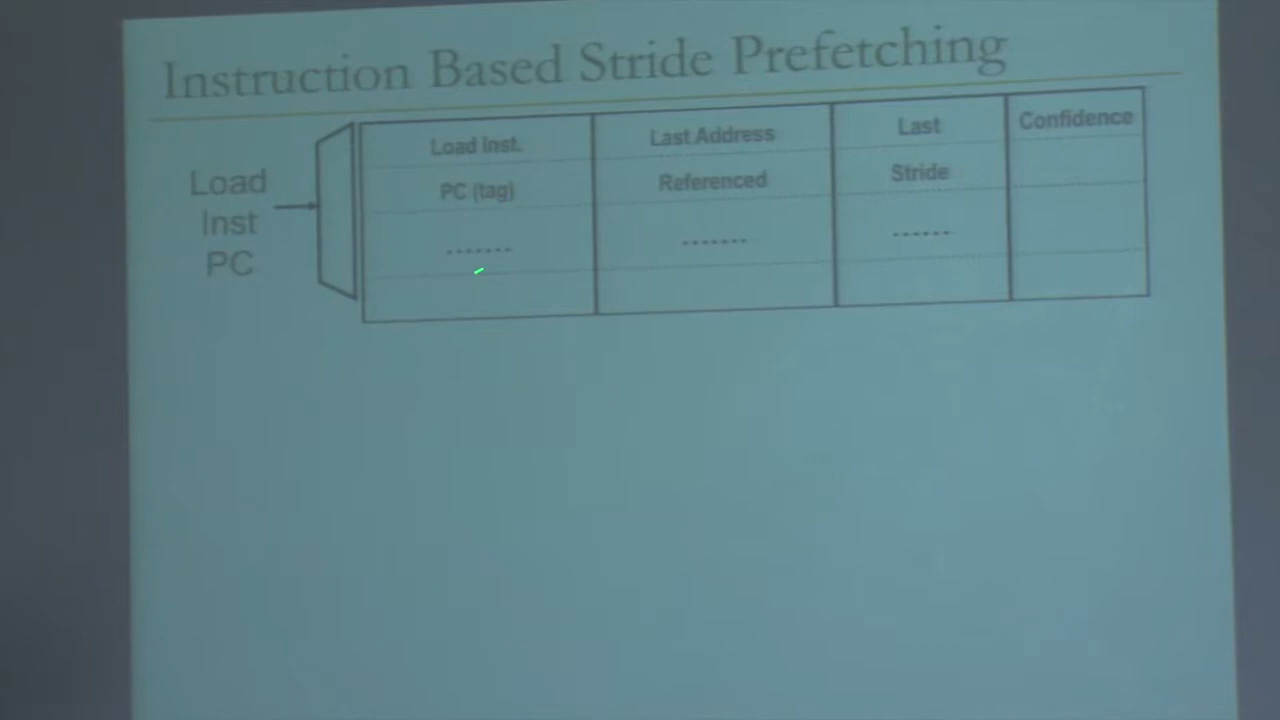 Instruction Based Stride Prefetching
Load
Inst
PC
Load Inst.
PC (tag)
.......
Last Address
Referenced
.......
Last
Stride
......
Confidence